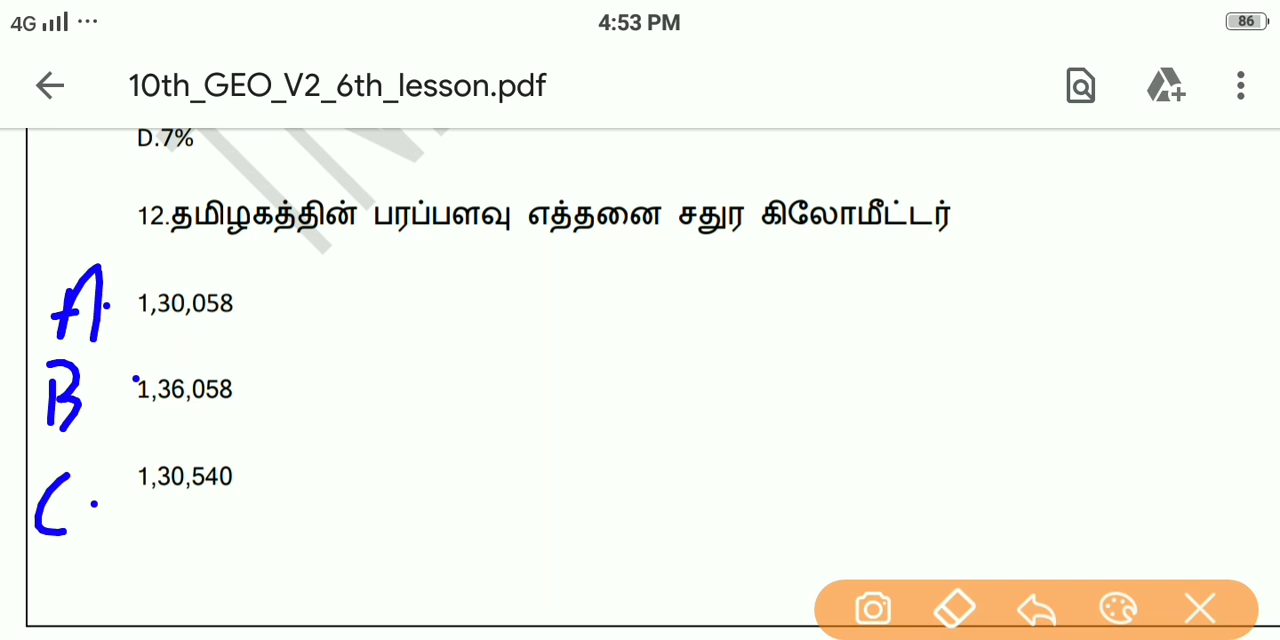 4G ... 4:53 PM 86
10th_GEO_V2_6th_lesson.pdf
D.7%
12.தமிழகத்தின் பரப்பளவு எத்தனை சதுர கிலோமீட்டர்
A. 1,30,058
B 1,36,058
C. 1,30,540